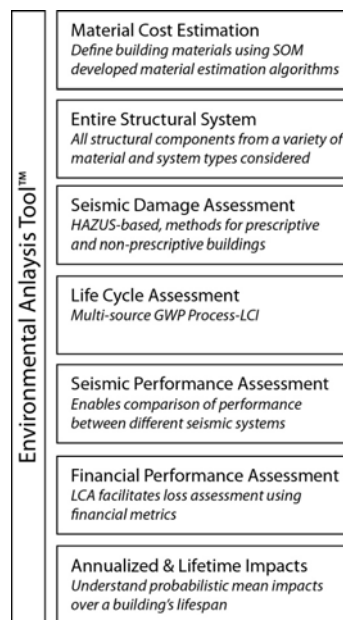 Environmental Anlaysis Tool™
Material Cost Estimation
Define building materials using SOM
developed material estimation algorithms
Entire Structural System
All structural components from a variety of
material and system types considered
Seismic Damage Assessment
HAZUS-based, methods for prescriptive
and non-prescriptive buildings
Life Cycle Assessment
Multi-source GWP Process-LCI
Seismic Performance Assessment
Enables comparison of performance
between different seismic systems
Financial Performance Assessment
LCA facilitates loss assessment using
financial metrics
Annualized & Lifetime Impacts
Understand probabilistic mean impacts
over a building's lifespan